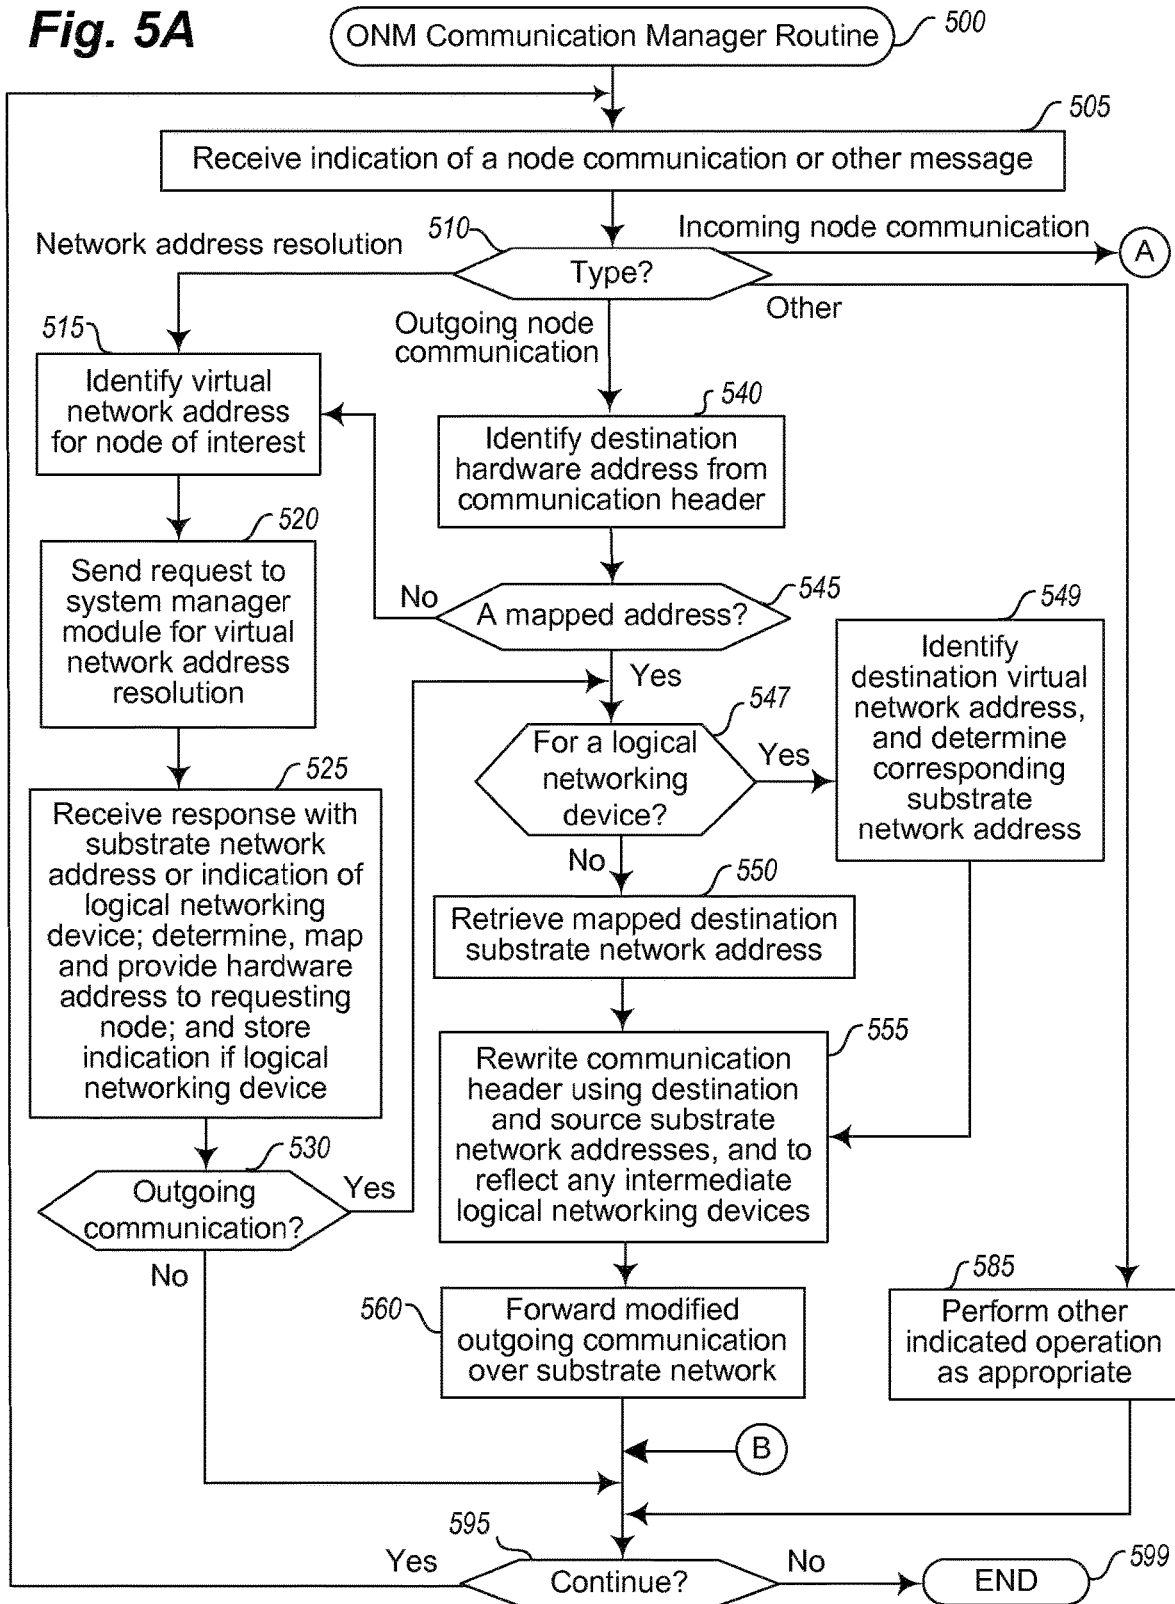 Fig. 5A
ONM Communication Manager Routine
500
505
Receive indication of a node communication or other message
Network address resolution
510
Type?
Incoming node communication
A
Other
Outgoing node
communication
515
Identify virtual
network address
for node of interest
540
Identify destination
hardware address from
communication header
520
Send request to
system manager
module for virtual
network address
resolution
No
A mapped address?
545
Yes
549
Identify
destination virtual
network address,
and determine
corresponding
substrate
network address
547
For a logical
networking
device?
Yes
No
525
Receive response with
substrate network
address or indication of
logical networking
device; determine, map
and provide hardware
address to requesting
node; and store
indication if logical
networking device
550
Retrieve mapped destination
substrate network address
555
Rewrite communication
header using destination
and source substrate
network addresses, and to
reflect any intermediate
logical networking devices
530
Outgoing
communication?
Yes
No
560
Forward modified
outgoing communication
over substrate network
585
Perform other
indicated operation
as appropriate
B
595
Yes
Continue?
No
END
599